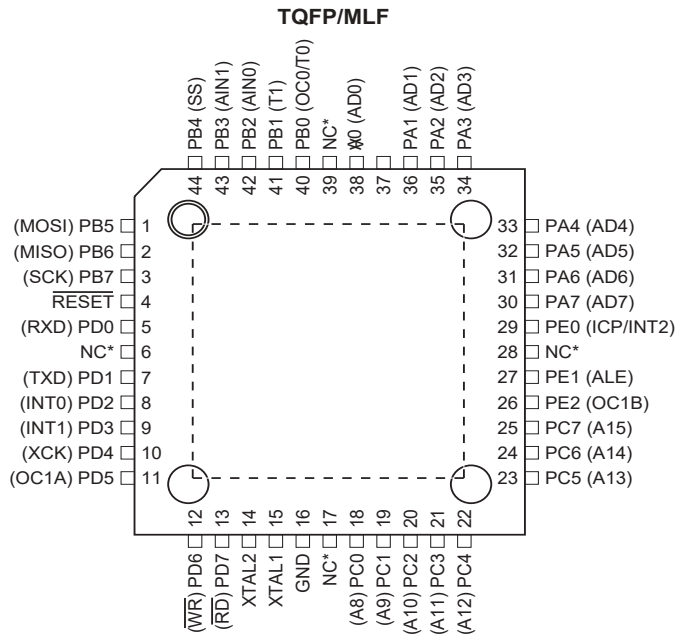 TQFP/MLF
PB4 (SS)
PB3 (AIN1)
PB2 (AIN0)
PB1 (T1)
PB0 (OC0/T0)
NC*
(AD0)
PA1 (AD1)
PA2 (AD2)
PA3 (AD3)
44
43
42
41
40
39
38
37
36
35
34
(MOSI) PB5 1
(MISO) PB6 2
(SCK) PB7 3
RESET 4
(RXD) PD0 5
NC* 6
(TXD) PD1 7
(INT0) PD2 8
(INT1) PD3 9
(XCK) PD4 10
(OC1A) PD5 11
33 PA4 (AD4)
32 PA5 (AD5)
31 PA6 (AD6)
30 PA7 (AD7)
29 PE0 (ICP/INT2)
28 NC*
27 PE1 (ALE)
26 PE2 (OC1B)
25 PC7 (A15)
24 PC6 (A14)
23 PC5 (A13)
12
13
14
15
16
17
18
19
20
21
22
(WR) PD6
(RD) PD7
XTAL2
XTAL1
GND
NC*
(A8) PC0
(A9) PC1
(A10) PC2
(A11) PC3
(A12) PC4